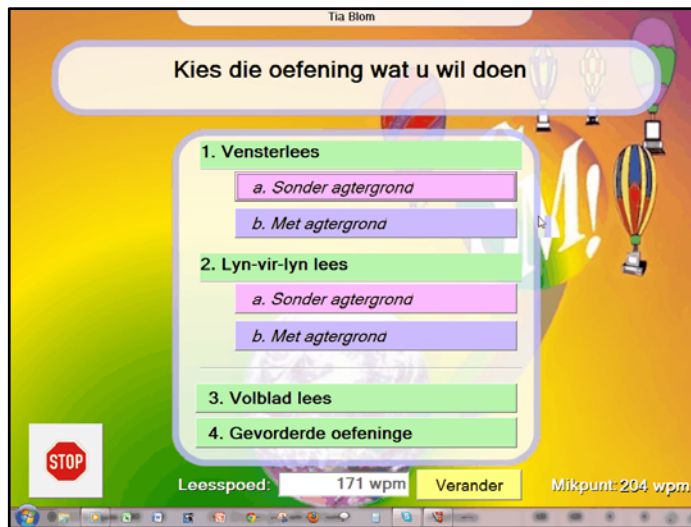 Tia Blom
Kies die oefening wat u wil doen
1. Vensterlees
a. Sonder agtergrond
b. Met agtergrond
2. Lyn-vir-lyn lees
a. Sonder agtergrond
b. Met agtergrond
3. Volblad lees
4. Gevorderde oefeninge
STOP
Leesspoed: 171 wpm Verander Mikpunt: 204 wpm
M!